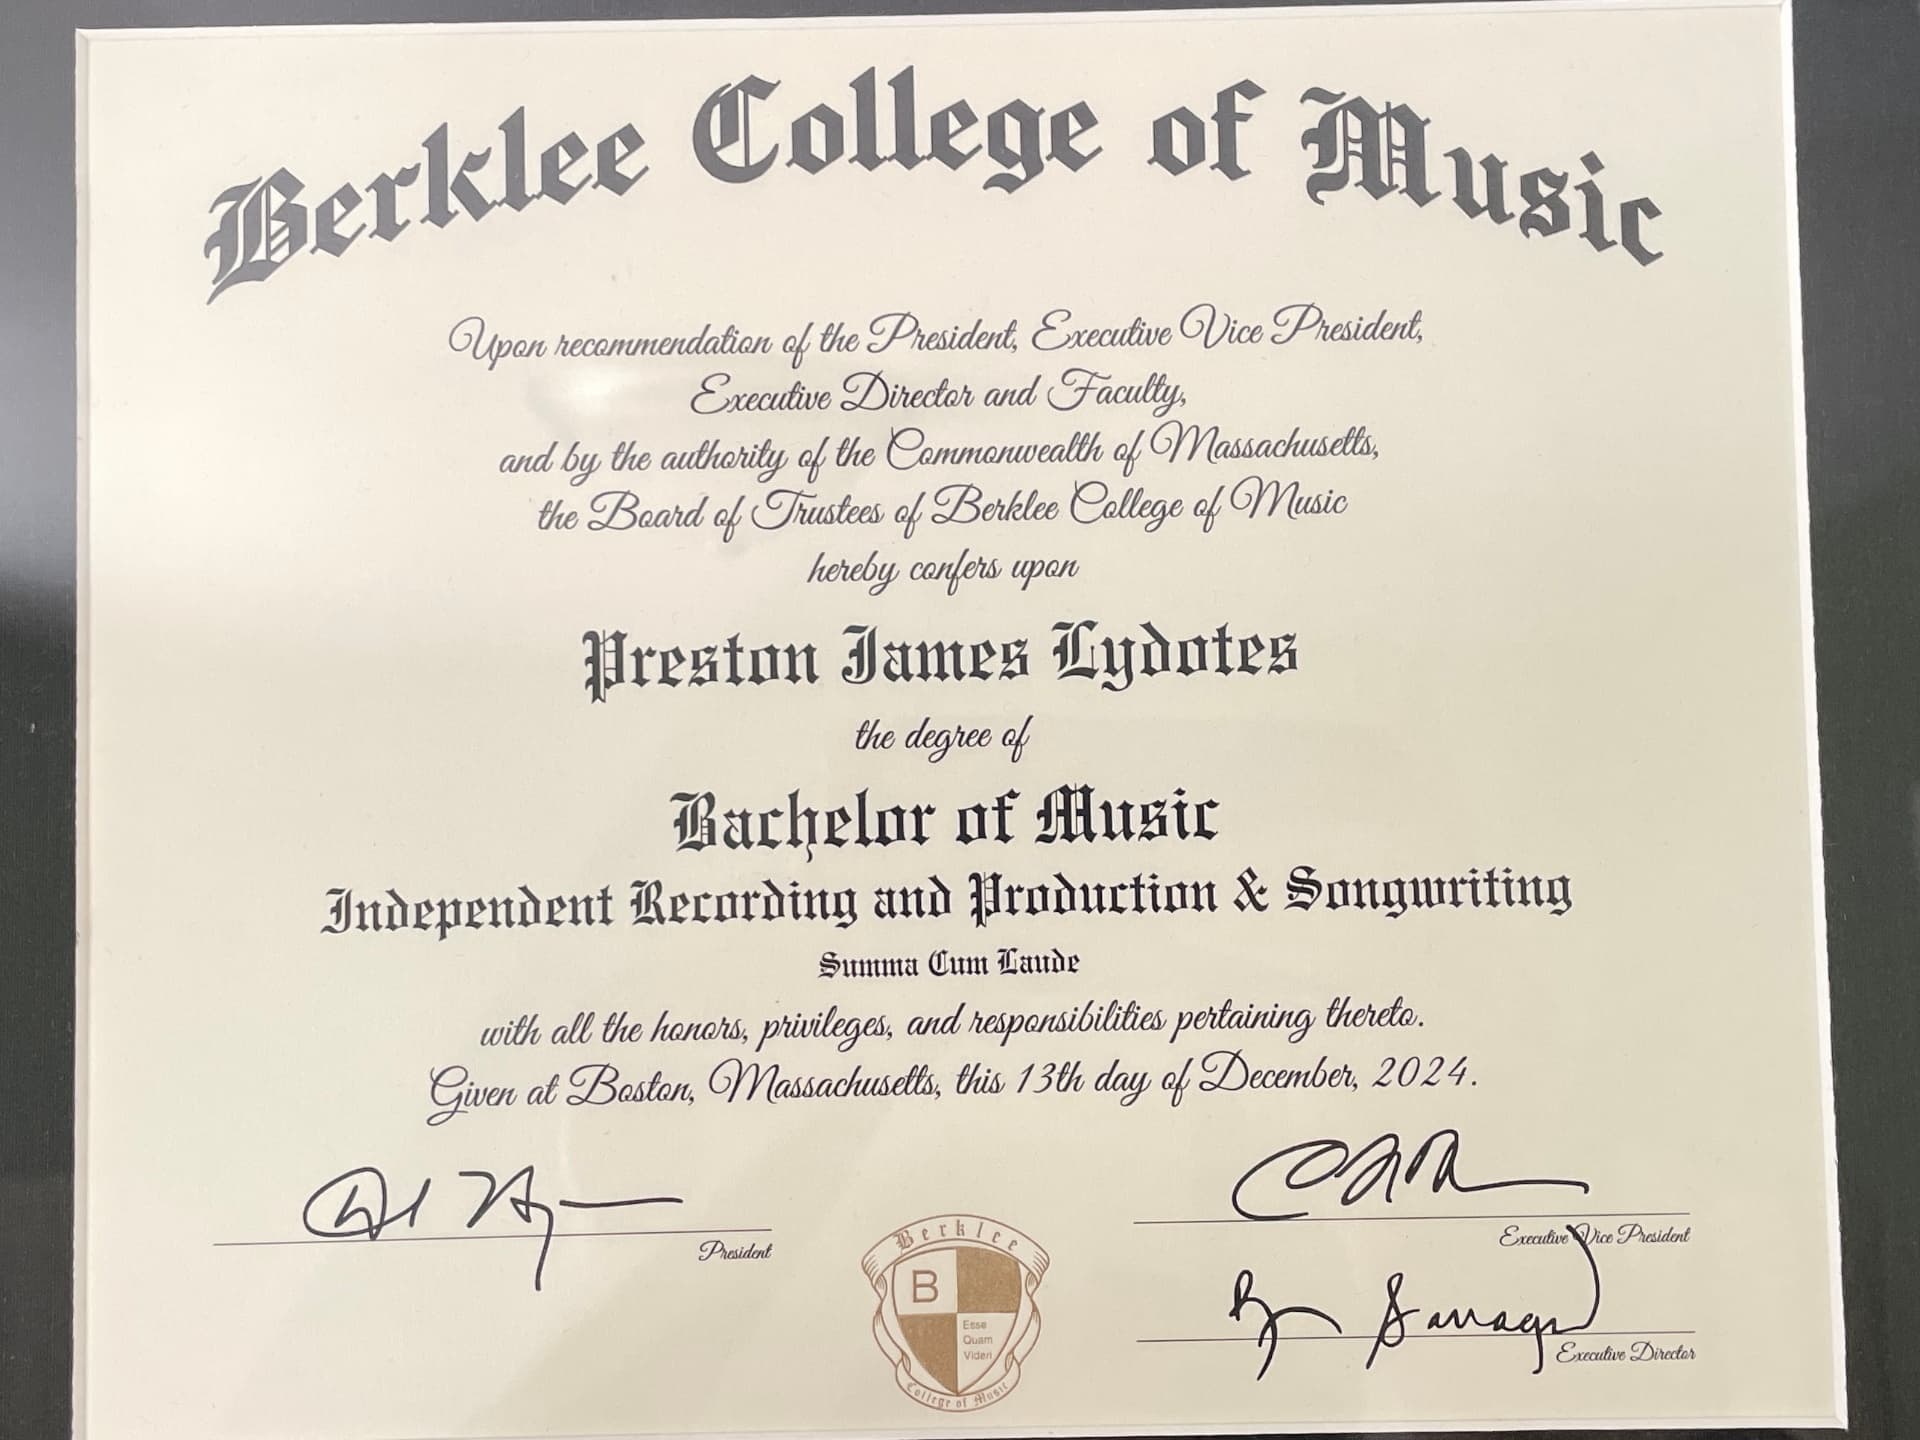 Berklee College of Music
Upon recommendation of the President, Executive Vice President,
Executive Director and Faculty,
and by the authority of the Commonwealth of Massachusetts,
the Board of Trustees of Berklee College of Music
hereby confers upon
Preston James Lydotes
the degree of
Bachelor of Music
Independent Recording and Production & Songwriting
Summa Cum Laude
with all the honors, privileges, and responsibilities pertaining thereto.
Given at Boston, Massachusetts, this 13th day of December, 2024.
President
Executive Vice President
Executive Director
Berklee
B
Esse
Quam
Videri
College of Music